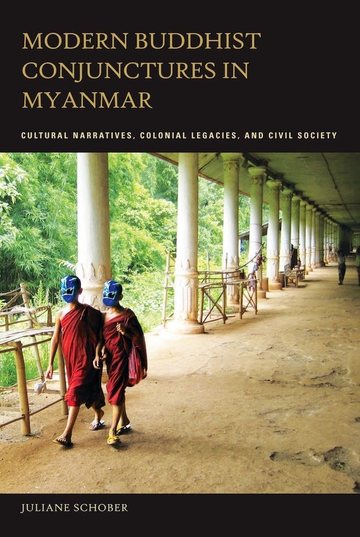 MODERN BUDDHIST
CONJUNCTURES IN
MYANMAR
CULTURAL NARRATIVES, COLONIAL LEGACIES, AND CIVIL SOCIETY
JULIANE SCHOBER